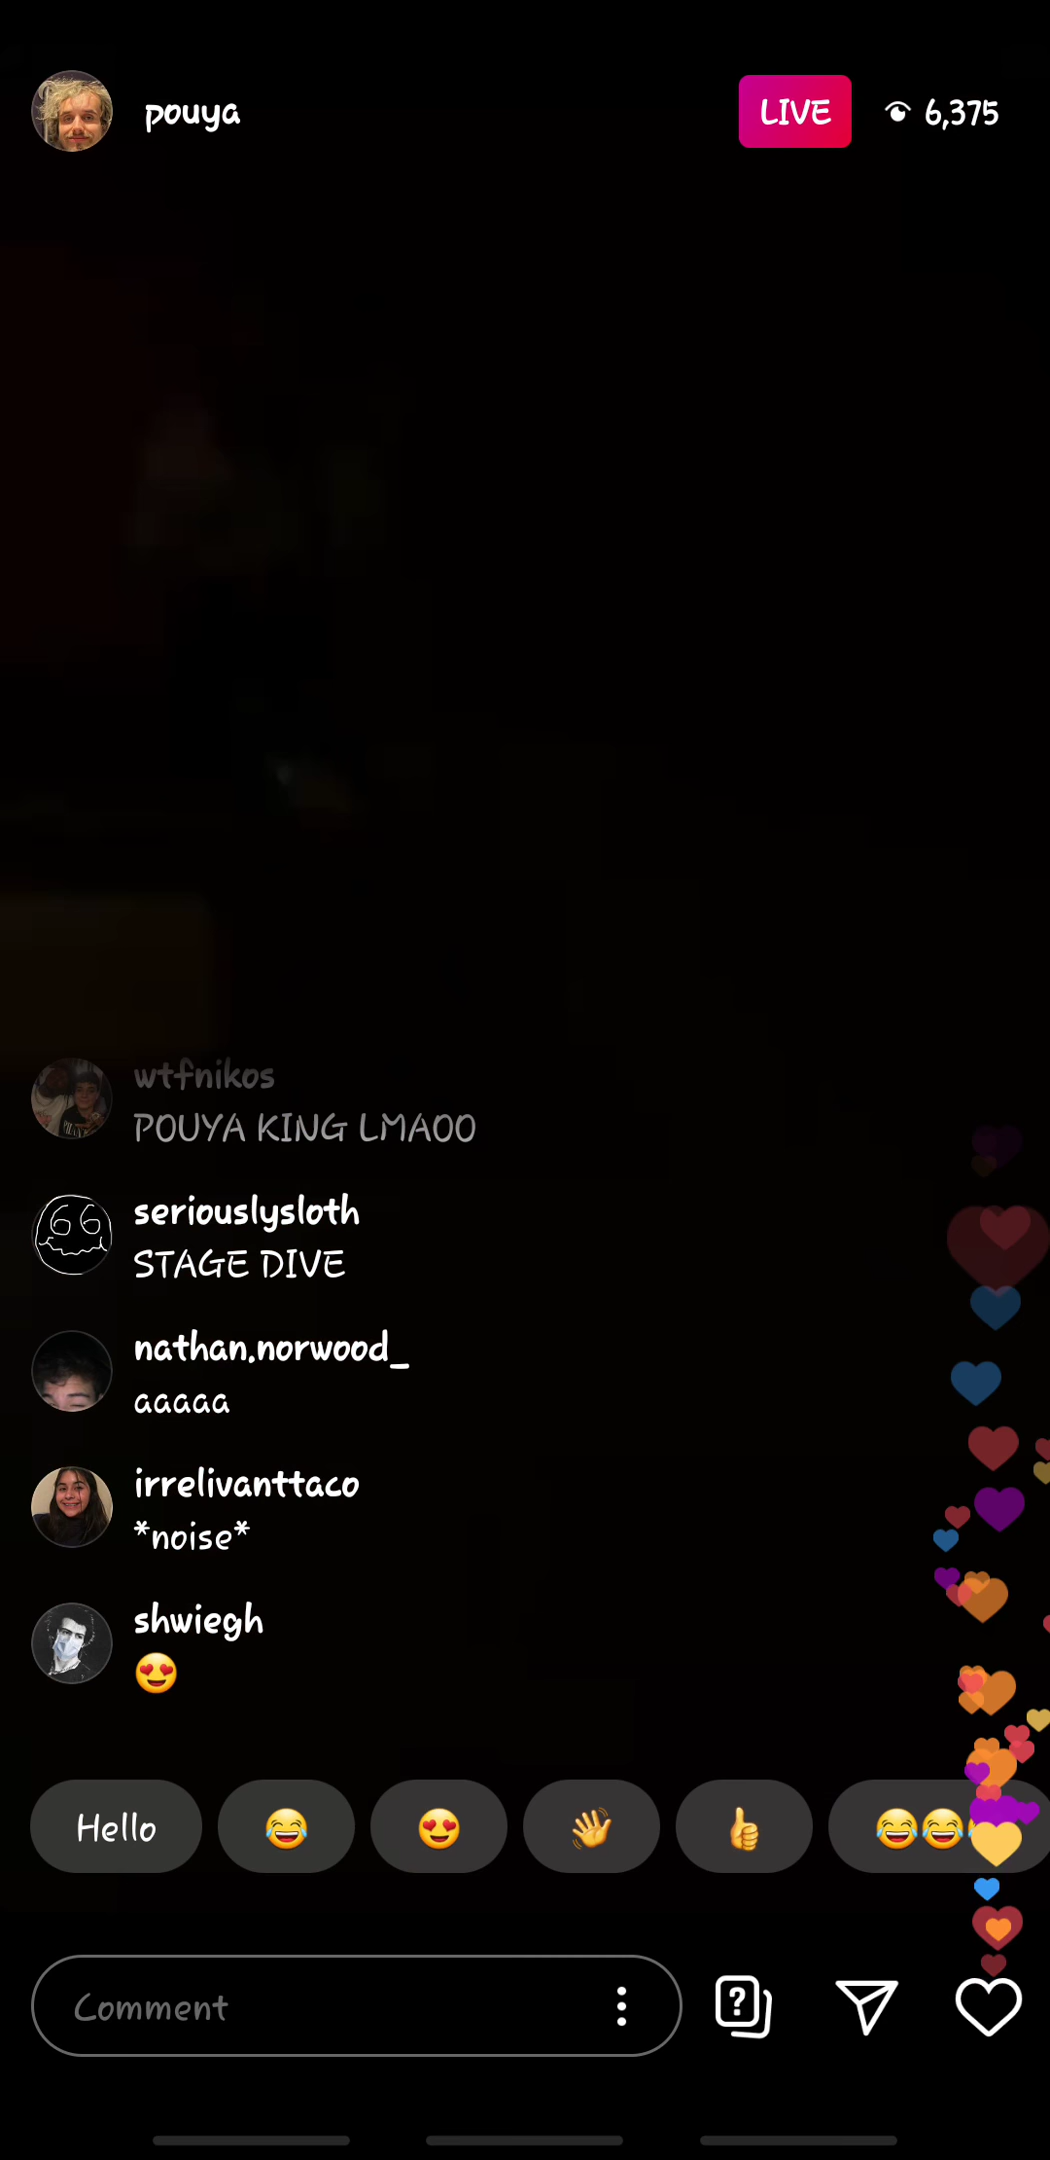 pouya
LIVE
6,375
wtfnikos
POUYA KING LMAOO
seriouslysloth
STAGE DIVE
nathan.norwood_
aaaaa
irrelivanttaco
*noise*
shwiegh
😍
Hello 😂 😍 👋 👍 😂😂
Comment
?